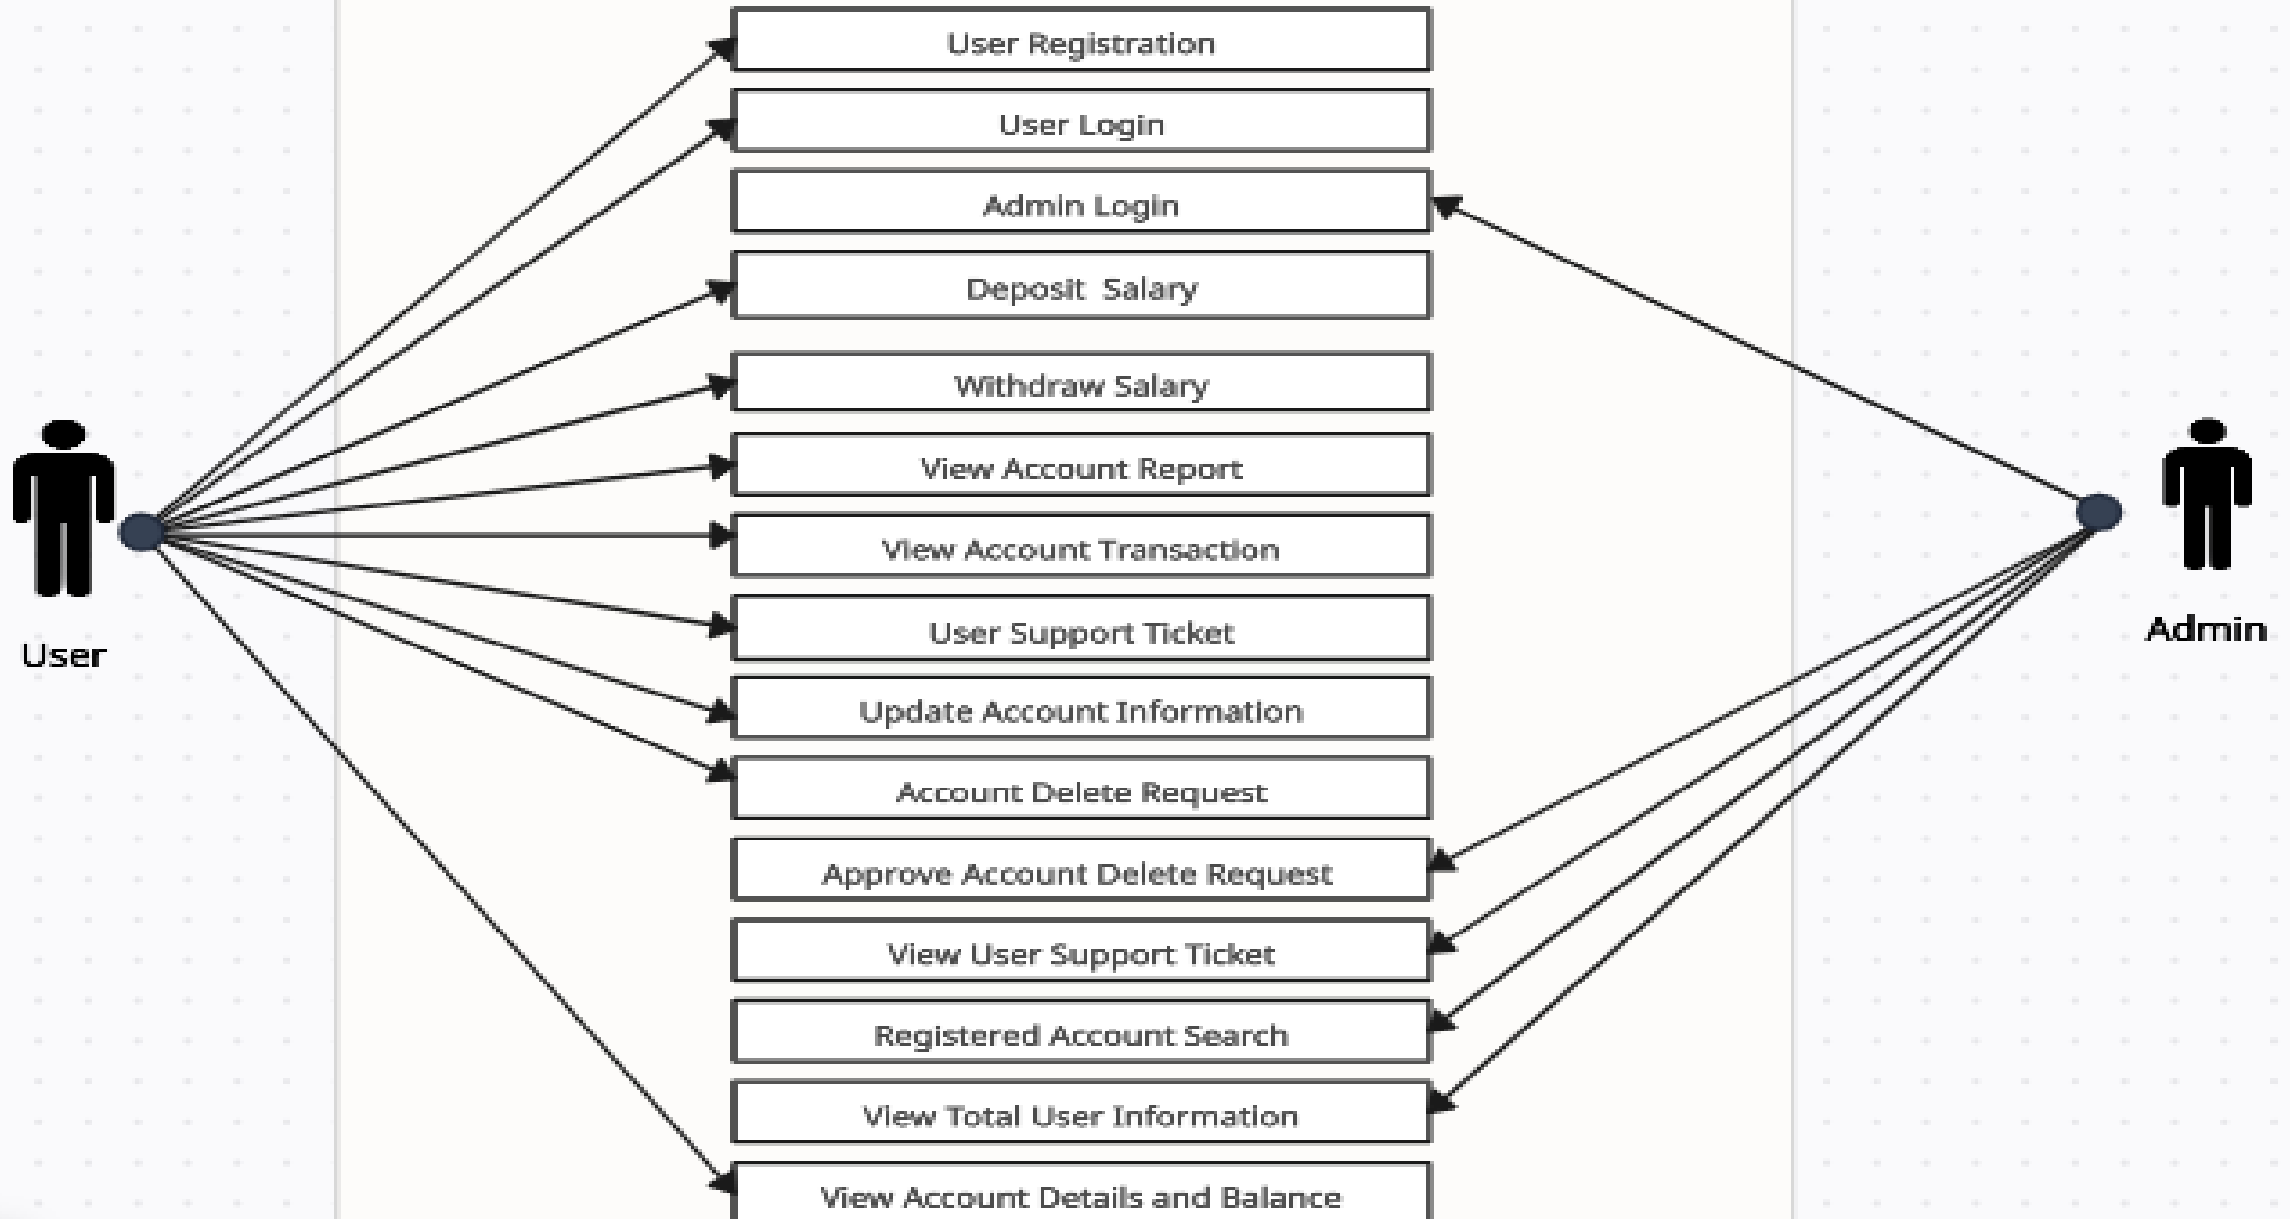 User Registration
User Login
Admin Login
Deposit  Salary
Withdraw Salary
View Account Report
View Account Transaction
User Support Ticket
User
Admin
Update Account Information
Account Delete Request
Approve Account Delete Request
View User Support Ticket
Registered Account Search
View Total User Information
View Account Details and Balance